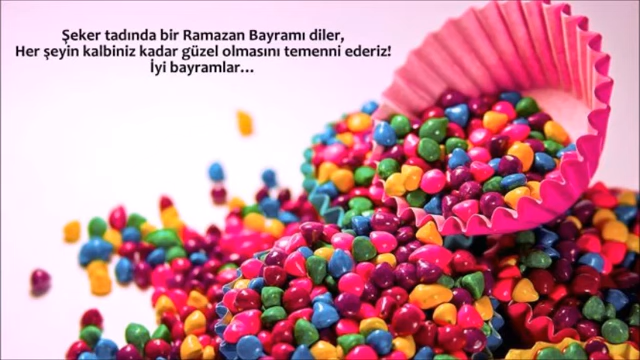 Şeker tadında bir Ramazan Bayramı diler,
Her şeyin kalbiniz kadar güzel olmasını temenni ederiz!
İyi bayramlar...